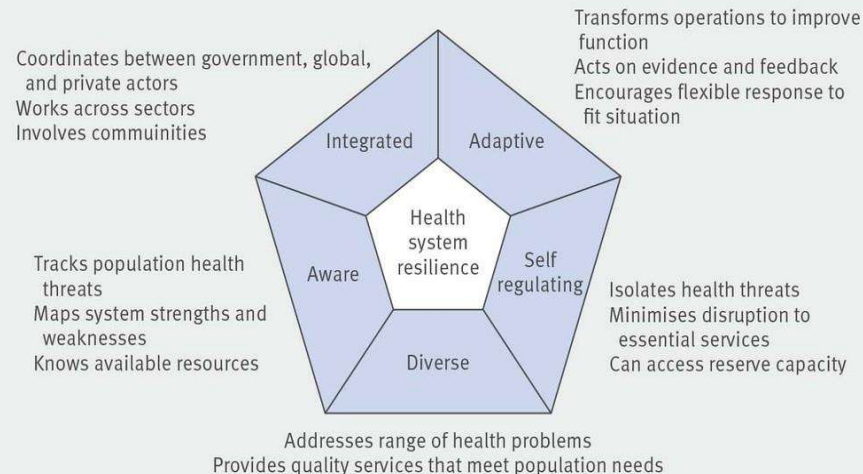 Transforms operations to improve
function
Acts on evidence and feedback
Encourages flexible response to
fit situation
Coordinates between government, global,
and private actors
Works across sectors
Involves commuinities
Integrated
Adaptive
Health
system
resilience
Aware
Self
regulating
Diverse
Tracks population health
threats
Maps system strengths and
weaknesses
Knows available resources
Isolates health threats
Minimises disruption to
essential services
Can access reserve capacity
Addresses range of health problems
Provides quality services that meet population needs